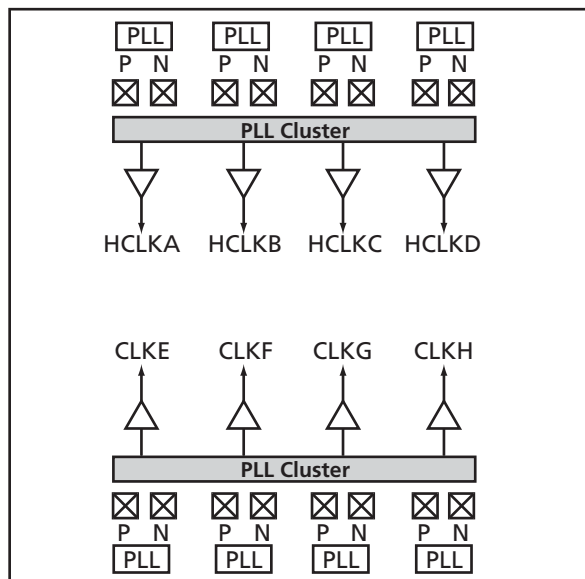 PLL PLL PLL PLL
P N P N P N P N
PLL Cluster
HCLKA HCLKB HCLKC HCLKD
CLKE CLKF CLKG CLKH
PLL Cluster
P N P N P N P N
PLL PLL PLL PLL